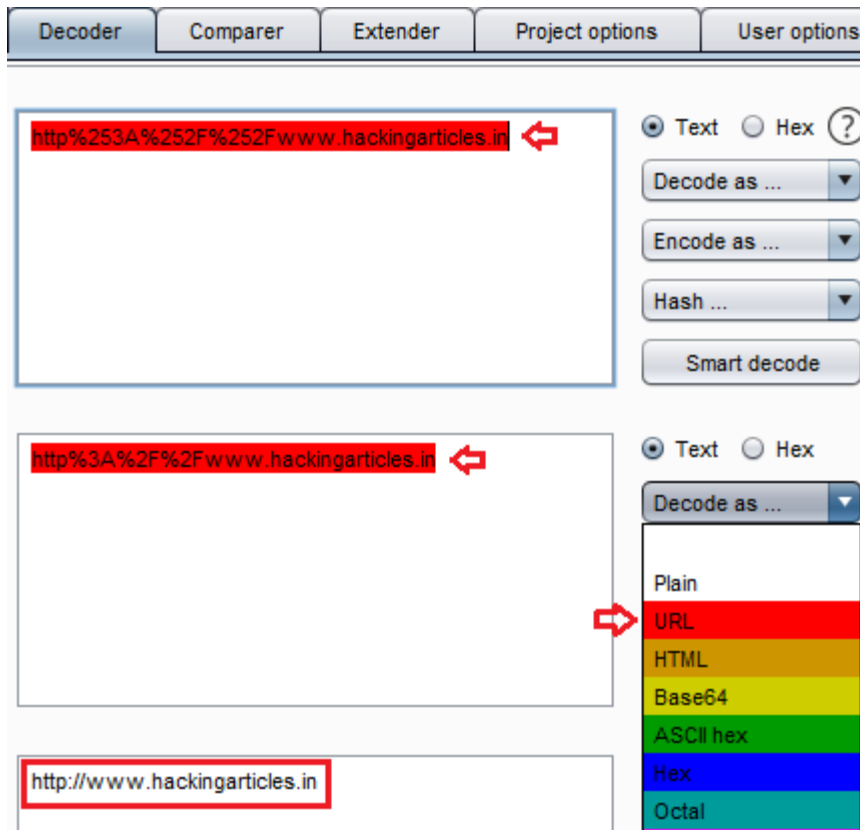 Decoder Comparer Extender Project options User options
http%253A%252F%252Fwww.hackingarticles.in
Text Hex ?
Decode as ...
Encode as ...
Hash ...
Smart decode
http%3A%2F%2Fwww.hackingarticles.in
Text Hex
Decode as ...
Plain
URL
HTML
Base64
ASCII hex
Hex
Octal
http://www.hackingarticles.in